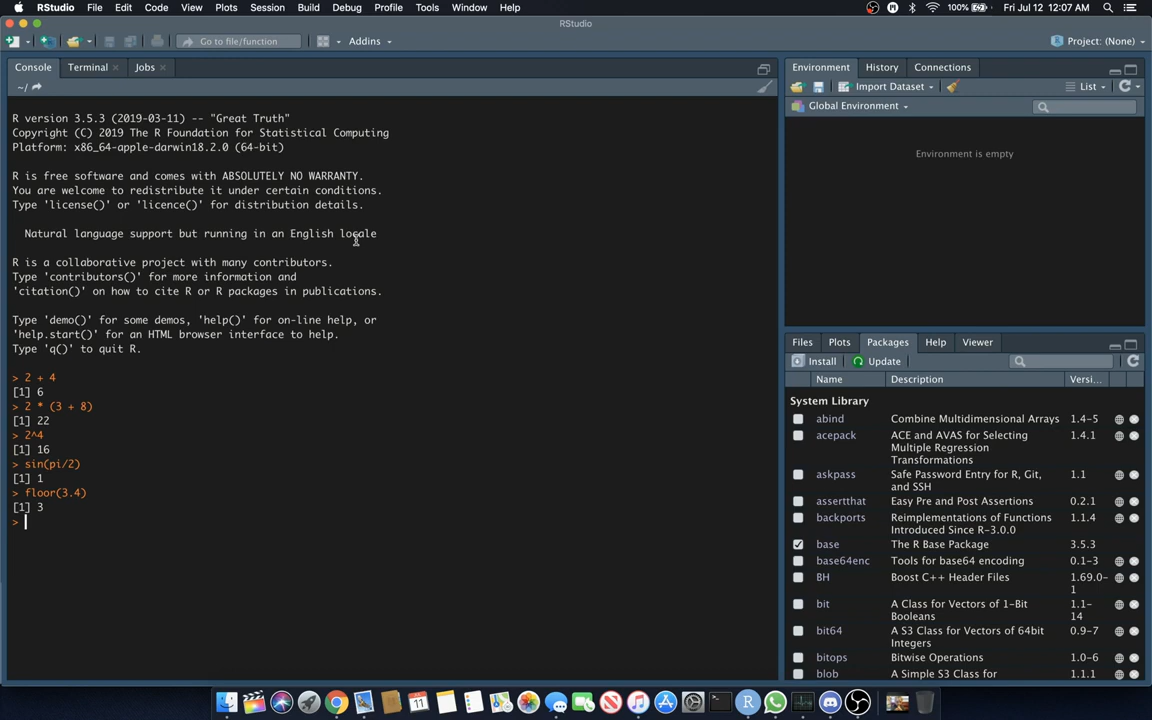 RStudio File Edit Code View Plots Session Build Debug Profile Tools Window Help 100% Fri Jul 12 12:07 AM
RStudio
Go to file/function Addins Project: (None)
Console Terminal Jobs
~/
R version 3.5.3 (2019-03-11) -- "Great Truth"
Copyright (C) 2019 The R Foundation for Statistical Computing
Platform: x86_64-apple-darwin18.2.0 (64-bit)
R is free software and comes with ABSOLUTELY NO WARRANTY.
You are welcome to redistribute it under certain conditions.
Type 'license()' or 'licence()' for distribution details.
Natural language support but running in an English locale
R is a collaborative project with many contributors.
Type 'contributors()' for more information and
'citation()' on how to cite R or R packages in publications.
Type 'demo()' for some demos, 'help()' for on-line help, or
'help.start()' for an HTML browser interface to help.
Type 'q()' to quit R.
> 2 + 4
[1] 6
> 2 * (3 + 8)
[1] 22
> 2^4
[1] 16
> sin(pi/2)
[1] 1
> floor(3.4)
[1] 3
>
Environment History Connections
Import Dataset List
Global Environment
Environment is empty
Files Plots Packages Help Viewer
Install Update
Name Description Versi...
System Library
abind Combine Multidimensional Arrays 1.4-5
acepack ACE and AVAS for Selecting 1.4.1
Multiple Regression
Transformations
askpass Safe Password Entry for R, Git, 1.1
and SSH
assertthat Easy Pre and Post Assertions 0.2.1
backports Reimplementations of Functions 1.1.4
Introduced Since R-3.0.0
base The R Base Package 3.5.3
base64enc Tools for base64 encoding 0.1-3
BH Boost C++ Header Files 1.69.0-
1
bit A Class for Vectors of 1-Bit 1.1-
Booleans 14
bit64 A S3 Class for Vectors of 64bit 0.9-7
Integers
bitops Bitwise Operations 1.0-6
blob A Simple S3 Class for 1.1.1
11